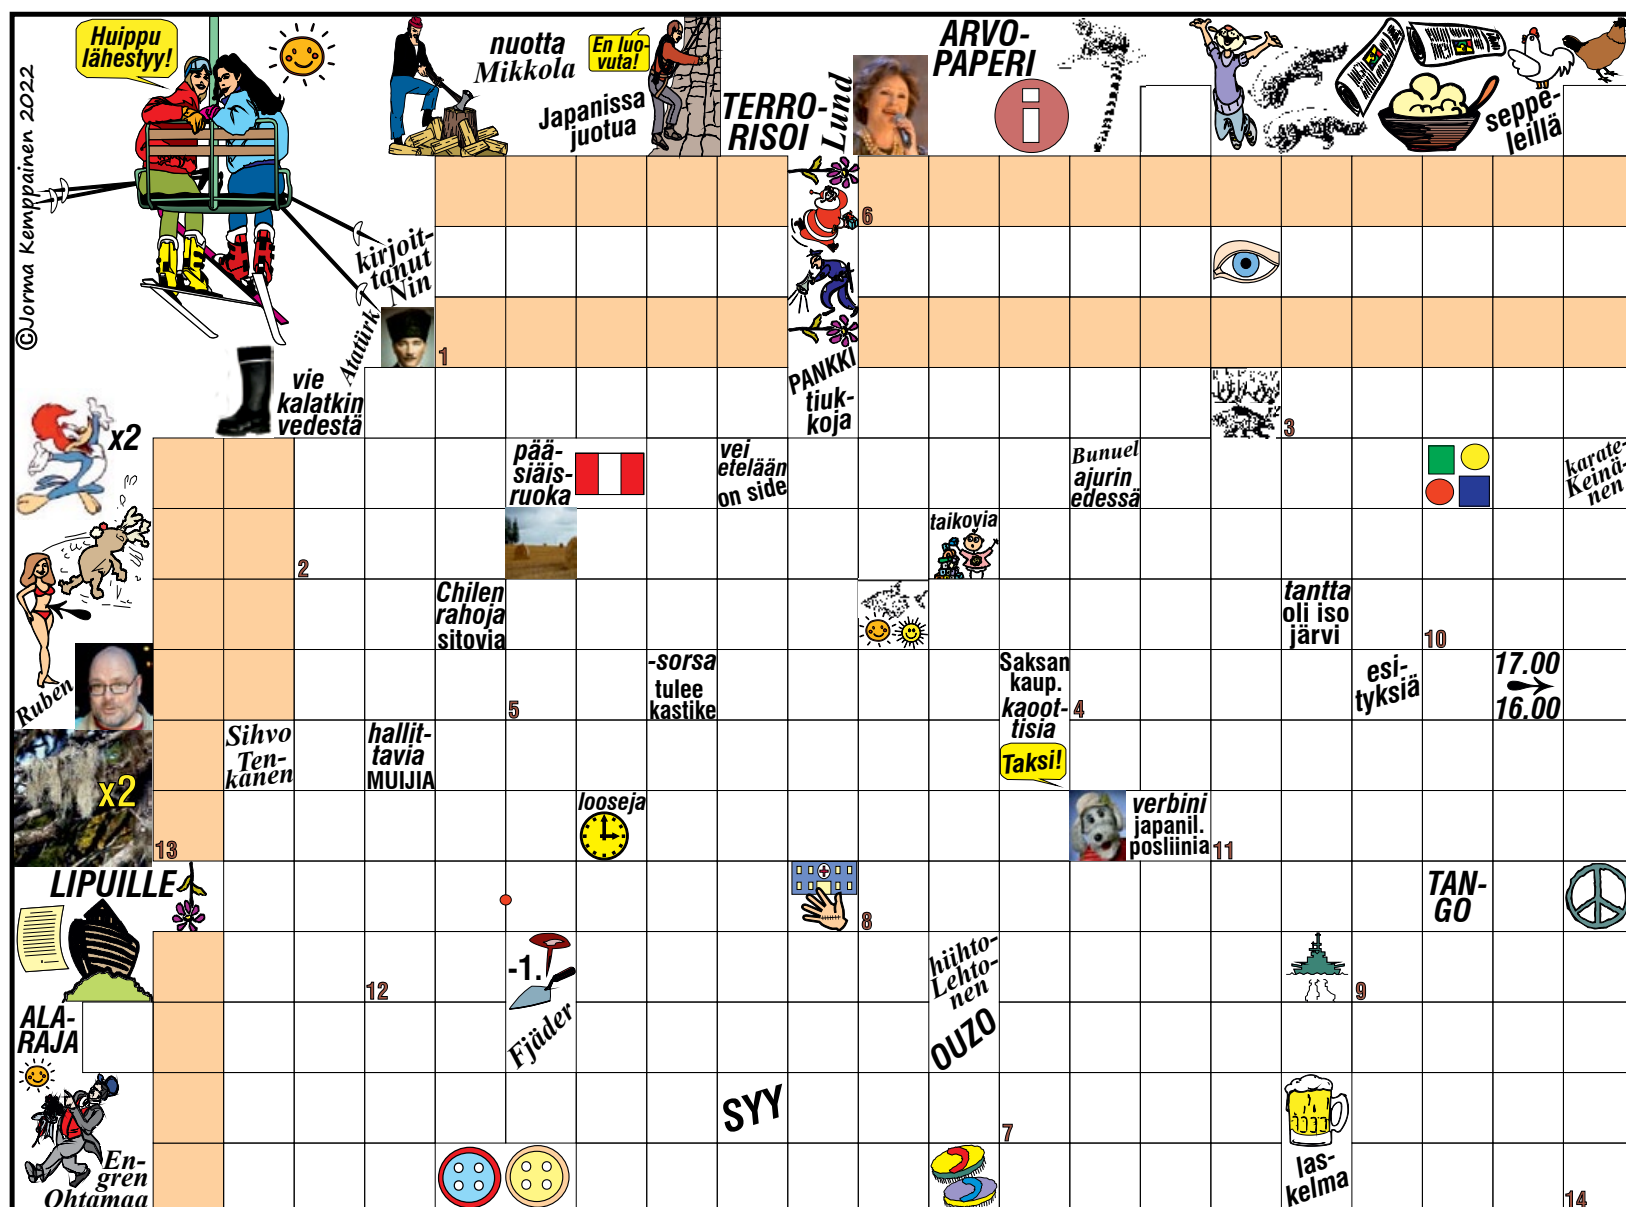 ©Jorma Kemppainen 2022
Huippu
lähestyy!
nuotta
Mikkola
Japanissa
juotua
En luo-
vuta!
TERRO-
RISOI
Lund
ARVO-
PAPERI
i
seppe-
leillä
kirjoit-
tanut
Nin
6
Atatürk
1
vie
kalatkin
vedestä
PANKKI
tiuk-
koja
3
x2
pää-
siäis-
ruoka
vei
etelään
on side
Bunuel
ajurin
edessä
karate-
Keinä-
nen
2
taikovia
Chilen
rahoja
sitovia
tantta
oli iso
järvi
10
Ruben
5
-sorsa
tulee
kastike
Saksan
kaup.
kaoot-
tisia
4
esi-
tyksiä
17.00
16.00
x2
Sihvo
Ten-
kanen
hallit-
tavia
MUIJIA
Taksi!
13
looseja
verbini
japanil.
posliinia
11
LIPUILLE
8
TAN-
GO
12
-1.
hiihto-
Lehto-
nen
9
ALA-
RAJA
Fjäder
OUZO
SYY
7
En-
gren
Ohtamaa
las-
kelma
14